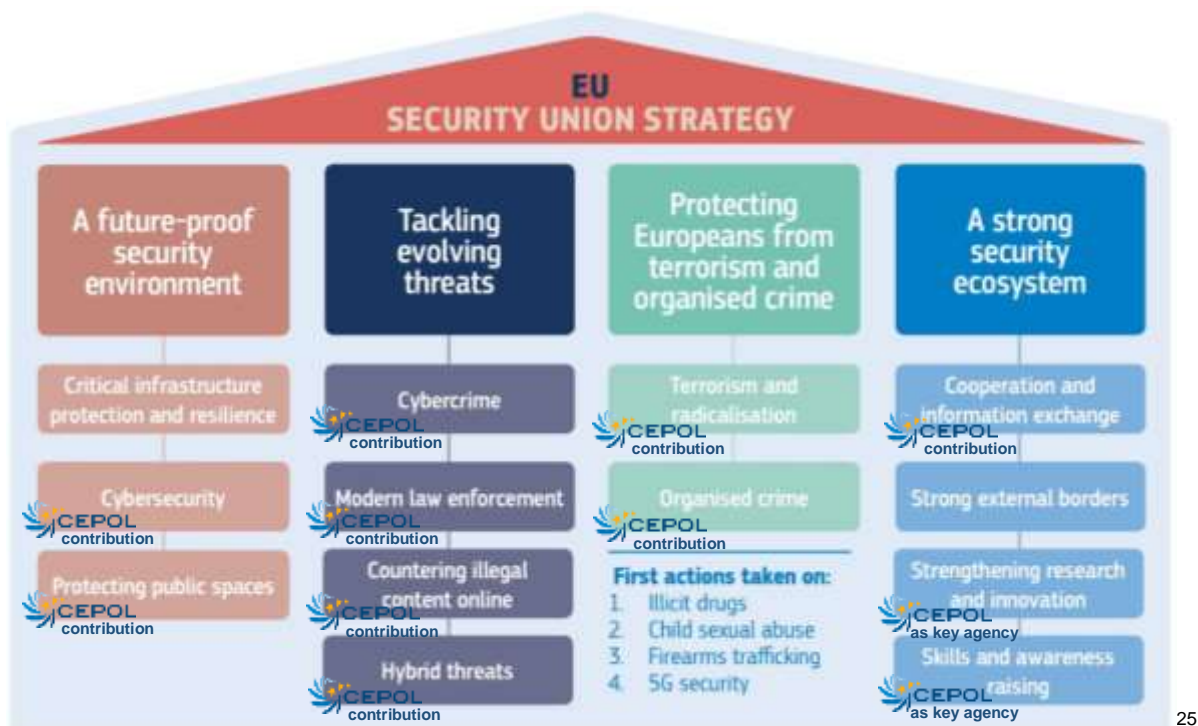 EU
SECURITY UNION STRATEGY
A future-proof
security
environment
Critical infrastructure
protection and resilience
Cybersecurity
CEPOL
contribution
Protecting public spaces
CEPOL
contribution
Tackling
evolving
threats
Cybercrime
CEPOL
contribution
Modern law enforcement
CEPOL
contribution
Countering illegal
content online
CEPOL
contribution
Hybrid threats
CEPOL
contribution
Protecting
Europeans from
terrorism and
organised crime
Terrorism and
radicalisation
CEPOL
contribution
Organised crime
CEPOL
contribution
First actions taken on:
1. Illicit drugs
2. Child sexual abuse
3. Firearms trafficking
4. 5G security
A strong
security
ecosystem
Cooperation and
information exchange
CEPOL
contribution
Strong external borders
Strengthening research
and innovation
CEPOL
as key agency
Skills and awareness
raising
CEPOL
as key agency
25